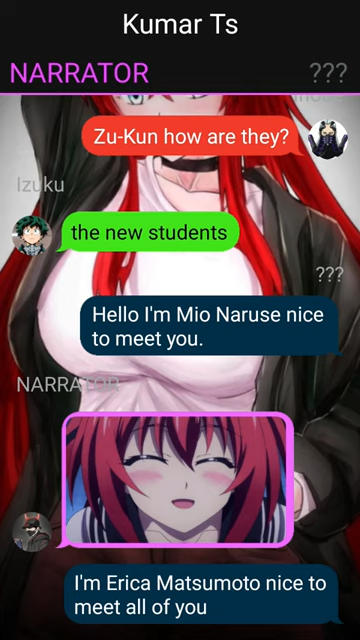 Kumar Ts
NARRATOR
???
Zu-Kun how are they?
Izuku
the new students
???
Hello I'm Mio Naruse nice
to meet you.
NARRATOR
I'm Erica Matsumoto nice to
meet all of you